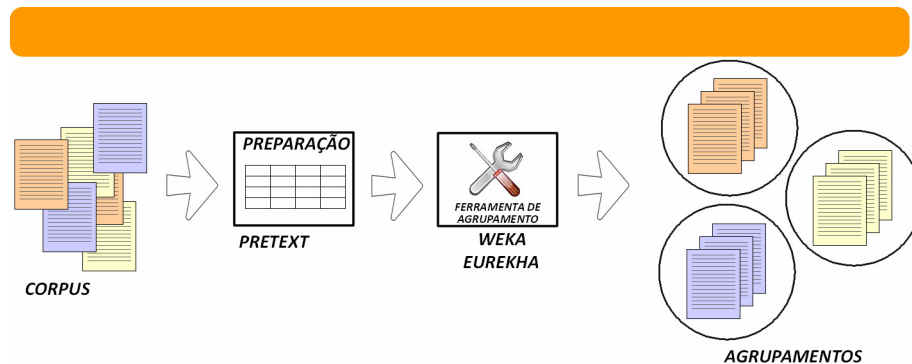 CORPUS
PREPARAÇÃO
PRETEXT
FERRAMENTA DE
AGRUPAMENTO
WEKA
EUREKHA
AGRUPAMENTOS